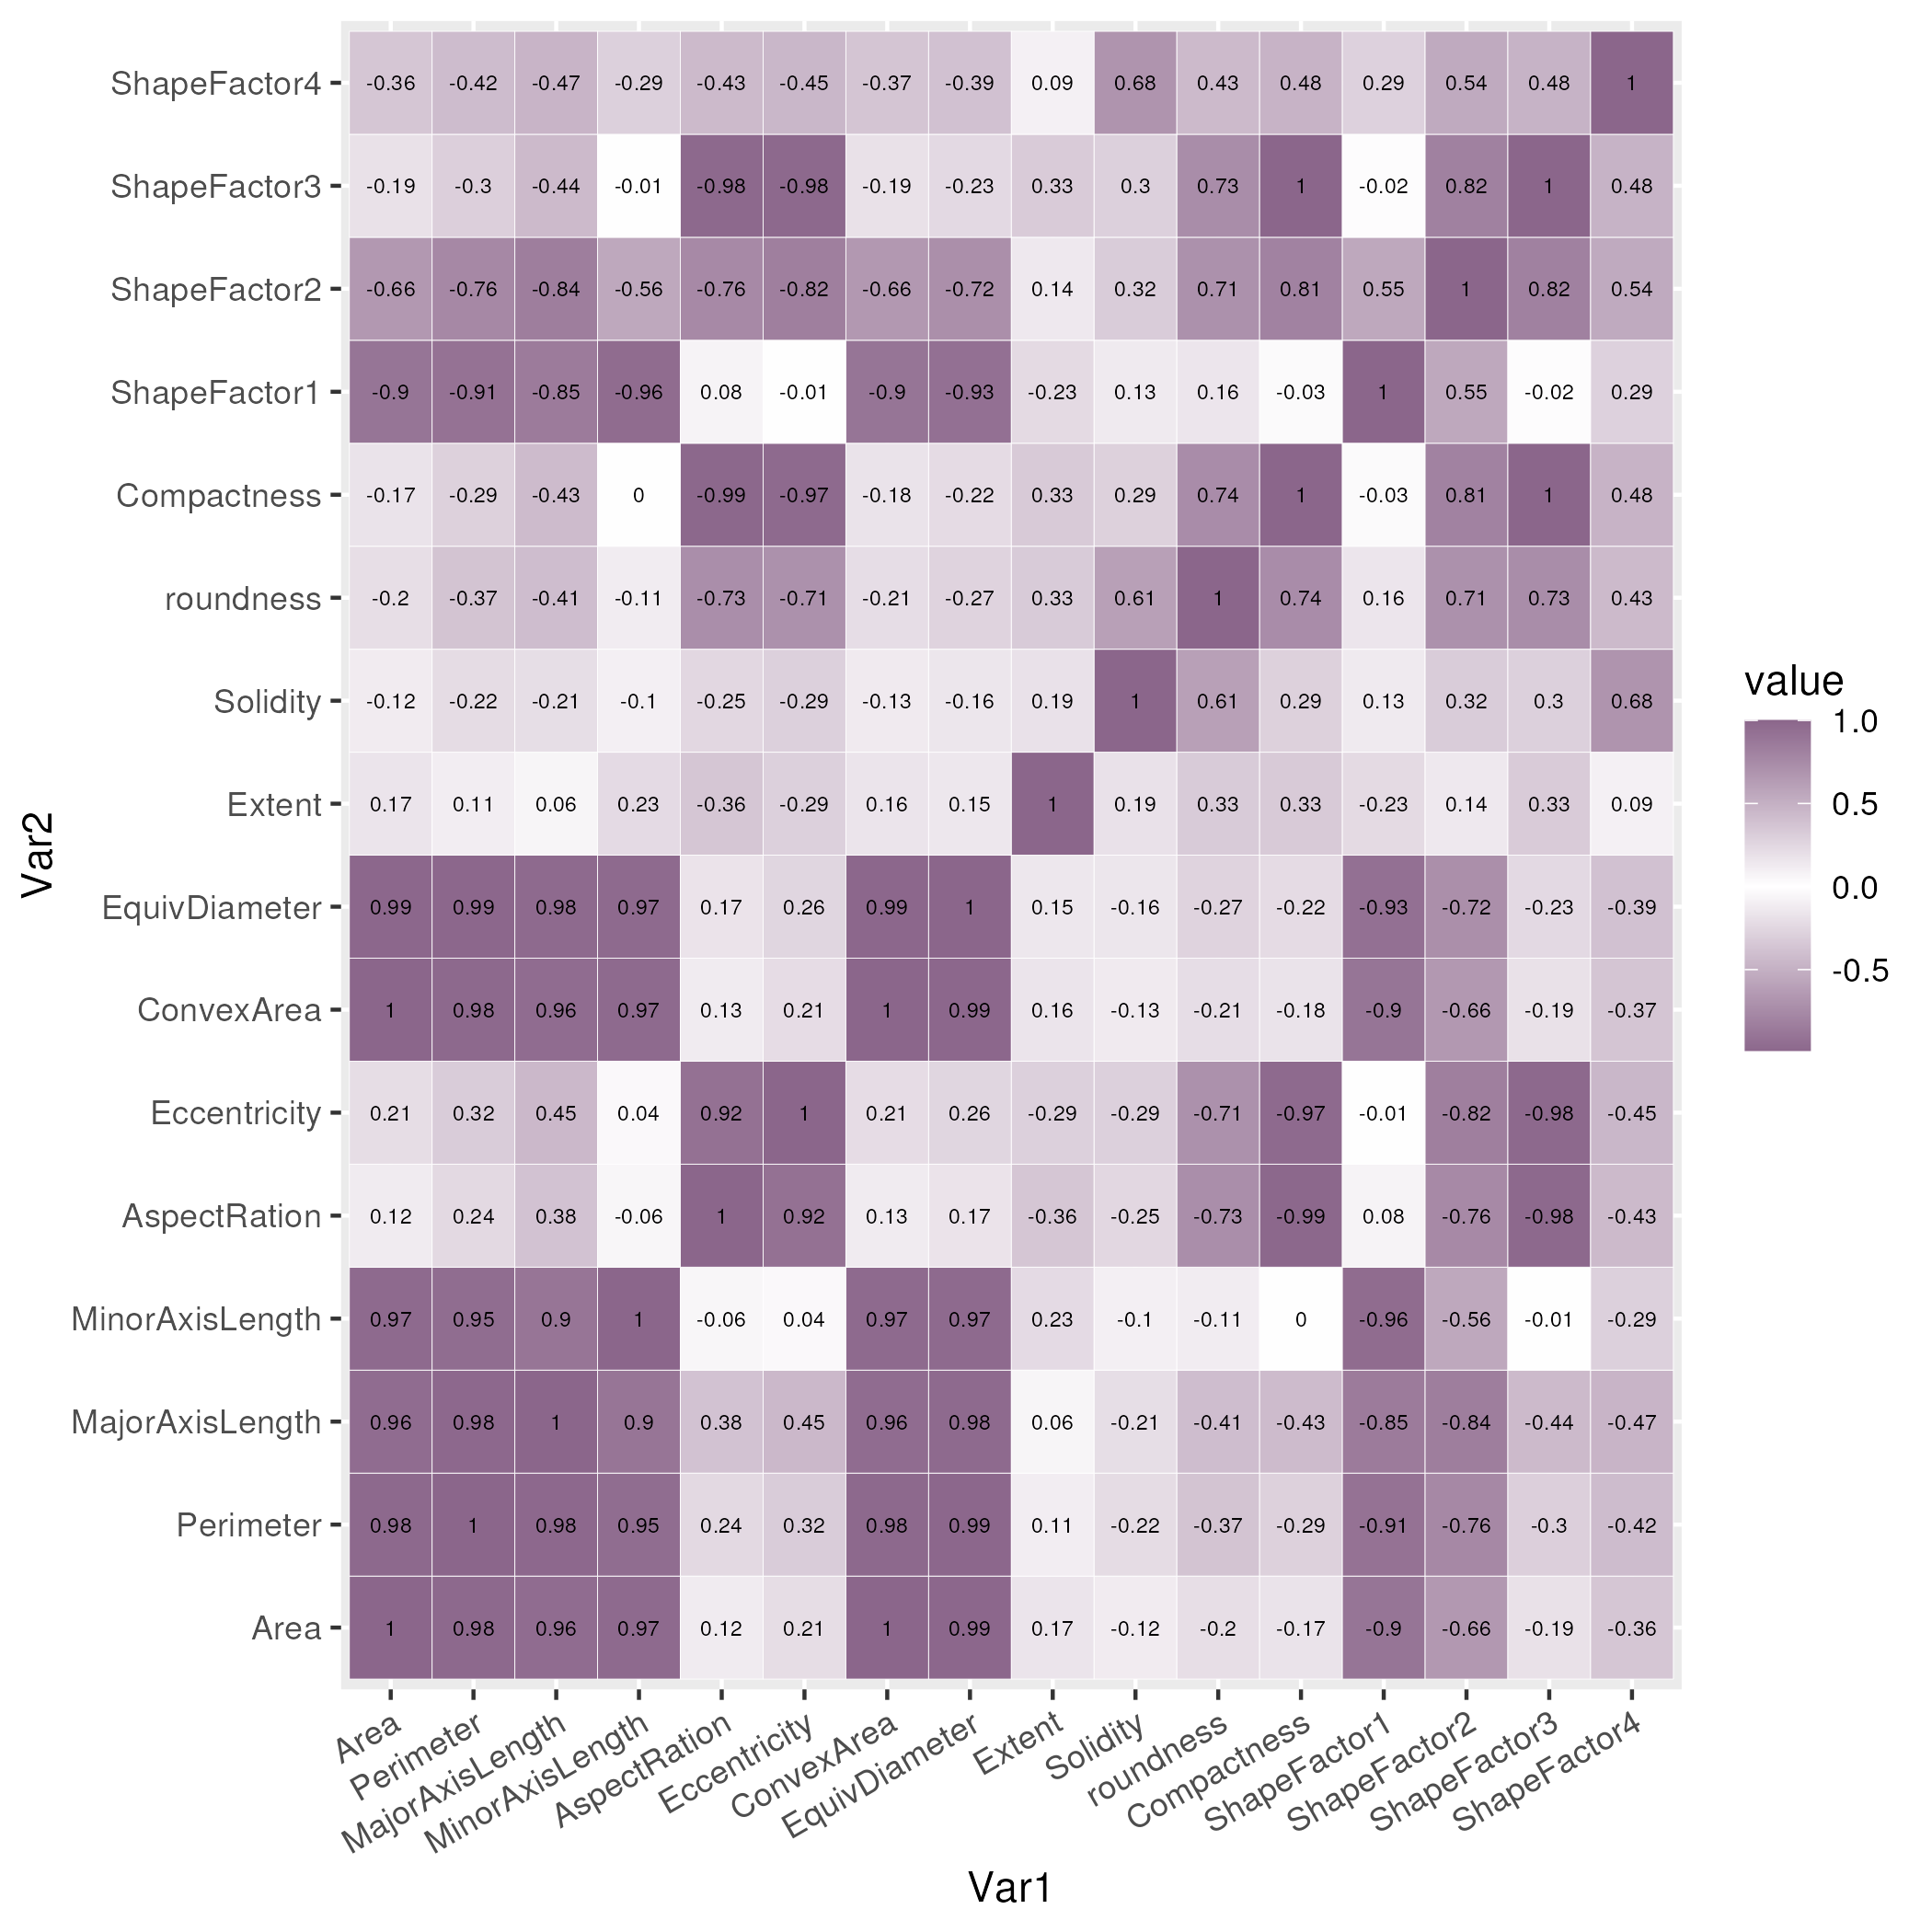 ShapeFactor4 -0.36 -0.42 -0.47 -0.29 -0.43 -0.45 -0.37 -0.39 0.09 0.68 0.43 0.48 0.29 0.54 0.48 1
ShapeFactor3 -0.19 -0.3 -0.44 -0.01 -0.98 -0.98 -0.19 -0.23 0.33 0.3 0.73 1 -0.02 0.82 1 0.48
ShapeFactor2 -0.66 -0.76 -0.84 -0.56 -0.76 -0.82 -0.66 -0.72 0.14 0.32 0.71 0.81 0.55 1 0.82 0.54
ShapeFactor1 -0.9 -0.91 -0.85 -0.96 0.08 -0.01 -0.9 -0.93 -0.23 0.13 0.16 -0.03 1 0.55 -0.02 0.29
Compactness -0.17 -0.29 -0.43 0 -0.99 -0.97 -0.18 -0.22 0.33 0.29 0.74 1 -0.03 0.81 1 0.48
roundness -0.2 -0.37 -0.41 -0.11 -0.73 -0.71 -0.21 -0.27 0.33 0.61 1 0.74 0.16 0.71 0.73 0.43
Solidity -0.12 -0.22 -0.21 -0.1 -0.25 -0.29 -0.13 -0.16 0.19 1 0.61 0.29 0.13 0.32 0.3 0.68
Extent 0.17 0.11 0.06 0.23 -0.36 -0.29 0.16 0.15 1 0.19 0.33 0.33 -0.23 0.14 0.33 0.09
EquivDiameter 0.99 0.99 0.98 0.97 0.17 0.26 0.99 1 0.15 -0.16 -0.27 -0.22 -0.93 -0.72 -0.23 -0.39
ConvexArea 1 0.98 0.96 0.97 0.13 0.21 1 0.99 0.16 -0.13 -0.21 -0.18 -0.9 -0.66 -0.19 -0.37
Eccentricity 0.21 0.32 0.45 0.04 0.92 1 0.21 0.26 -0.29 -0.29 -0.71 -0.97 -0.01 -0.82 -0.98 -0.45
AspectRation 0.12 0.24 0.38 -0.06 1 0.92 0.13 0.17 -0.36 -0.25 -0.73 -0.99 0.08 -0.76 -0.98 -0.43
MinorAxisLength 0.97 0.95 0.9 1 -0.06 0.04 0.97 0.97 0.23 -0.1 -0.11 0 -0.96 -0.56 -0.01 -0.29
MajorAxisLength 0.96 0.98 1 0.9 0.38 0.45 0.96 0.98 0.06 -0.21 -0.41 -0.43 -0.85 -0.84 -0.44 -0.47
Perimeter 0.98 1 0.98 0.95 0.24 0.32 0.98 0.99 0.11 -0.22 -0.37 -0.29 -0.91 -0.76 -0.3 -0.42
Area 1 0.98 0.96 0.97 0.12 0.21 1 0.99 0.17 -0.12 -0.2 -0.17 -0.9 -0.66 -0.19 -0.36
Area
Perimeter
MajorAxisLength
MinorAxisLength
AspectRation
Eccentricity
ConvexArea
EquivDiameter
Extent
Solidity
roundness
Compactness
ShapeFactor1
ShapeFactor2
ShapeFactor3
ShapeFactor4
Var1
Var2
value
1.0
0.5
0.0
-0.5